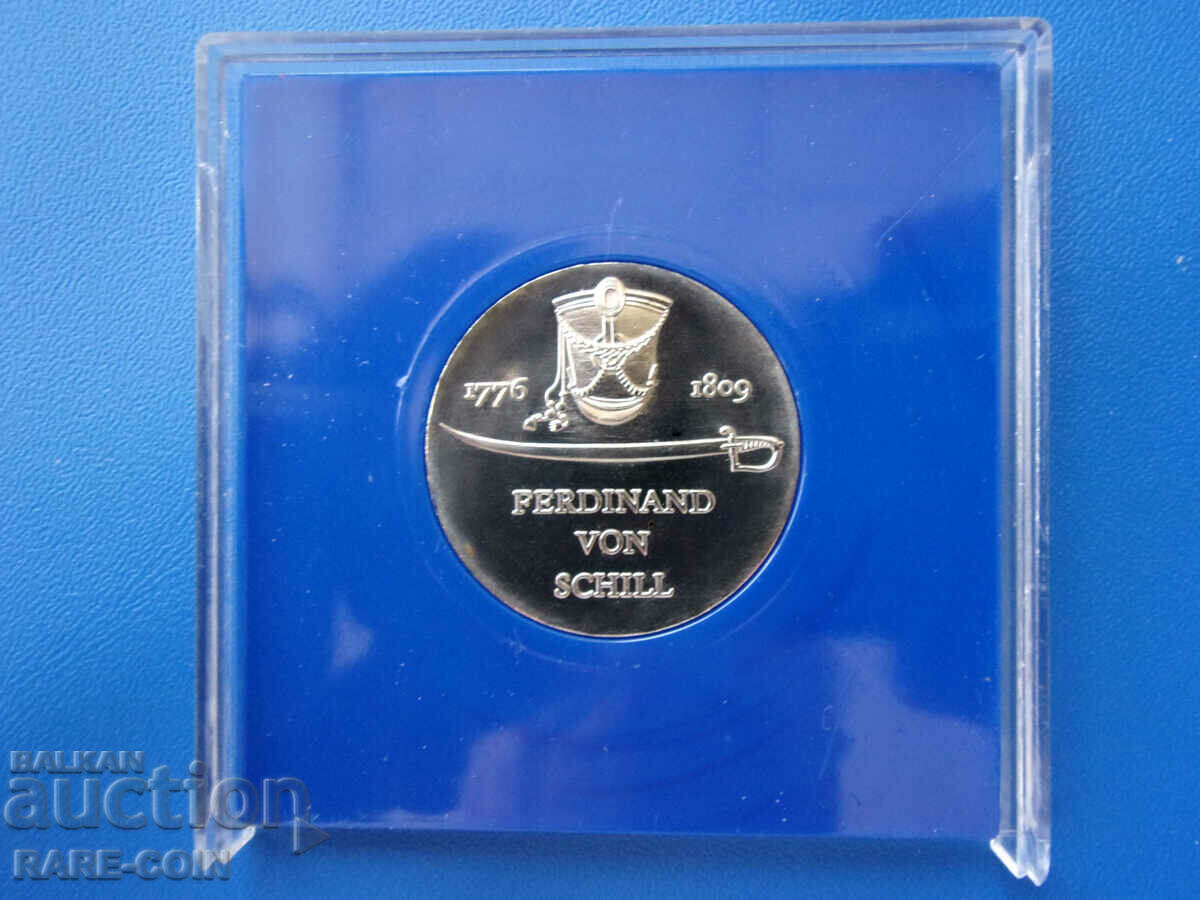 1776 1809
FERDINAND
VON
SCHILL
BALKAN
auction
RARE-COIN